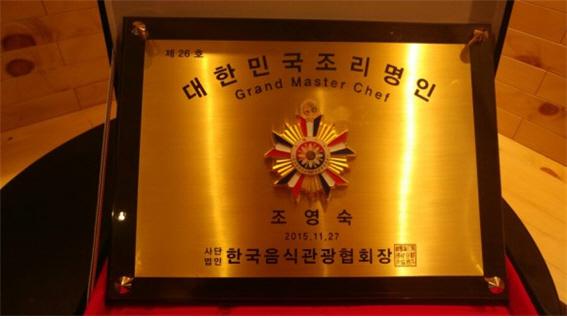 제 26 호
대한민국조리명인
Grand Master Chef
조 영 숙
2015.11.27
사단법인 한국음식관광협회장